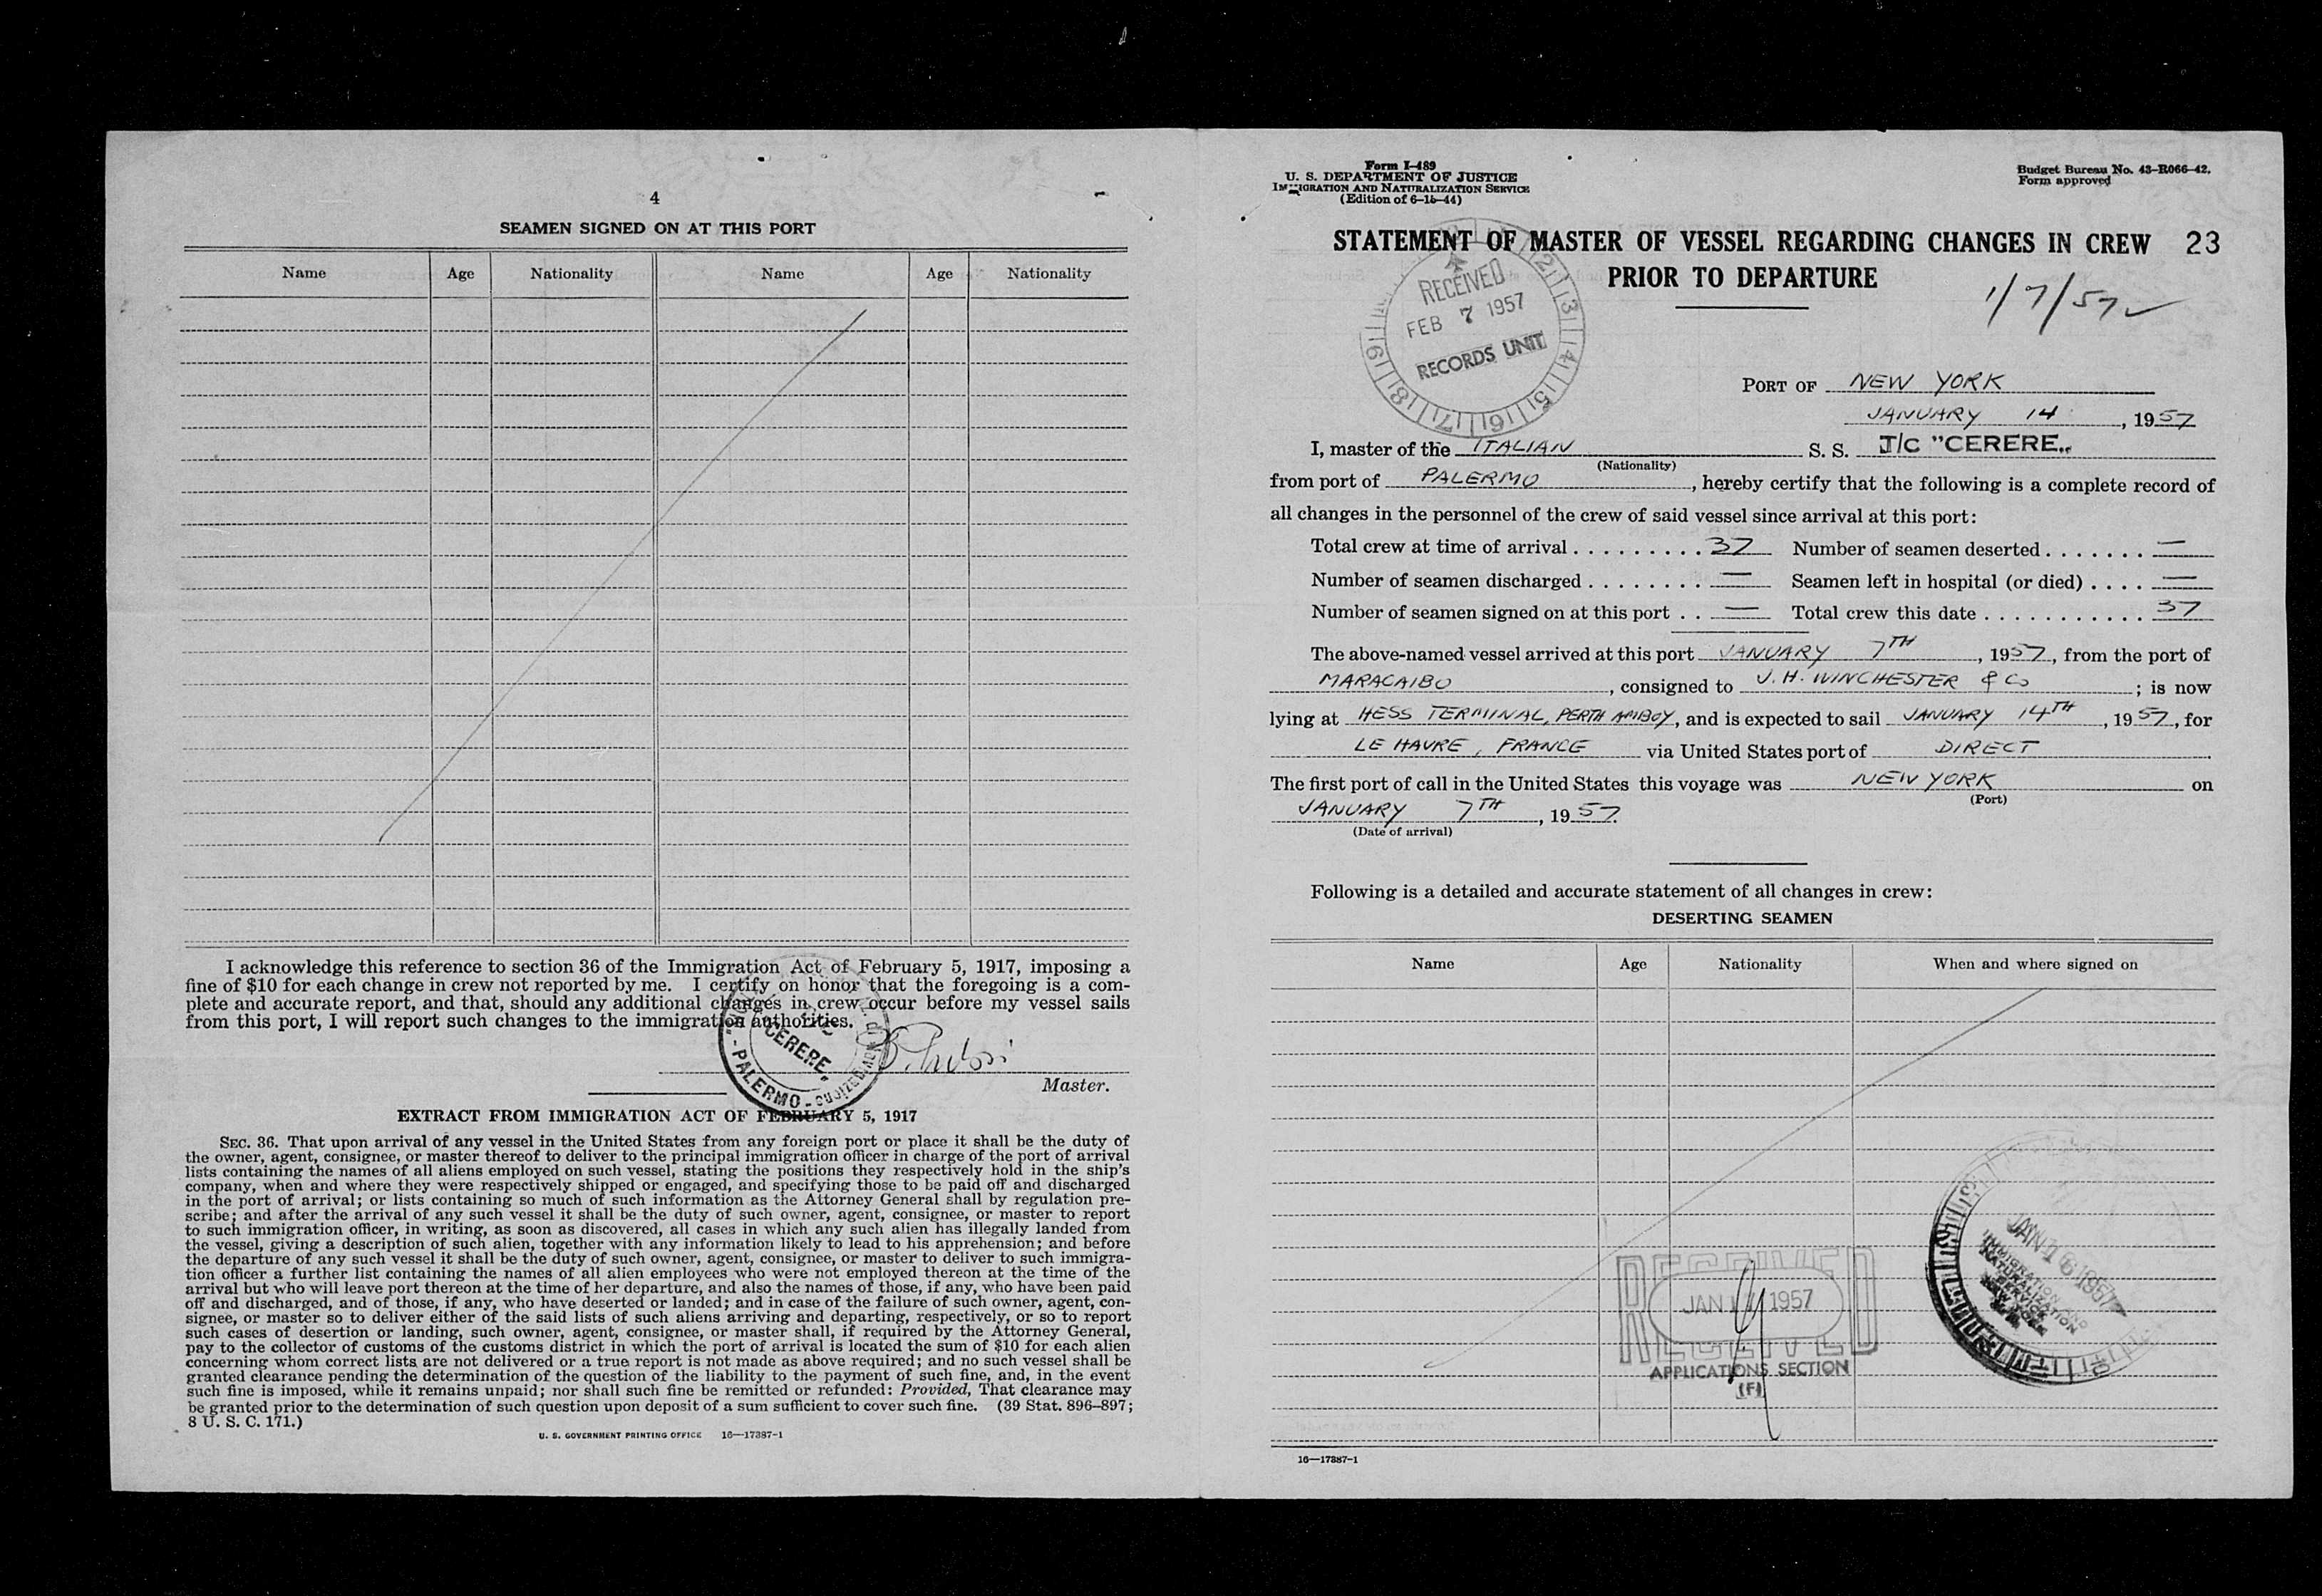 4
SEAMEN SIGNED ON AT THIS PORT
Name Age Nationality Name Age Nationality
I acknowledge this reference to section 36 of the Immigration Act of February 5, 1917, imposing a
fine of $10 for each change in crew not reported by me. I certify on honor that the foregoing is a com-
plete and accurate report, and that, should any additional changes in crew occur before my vessel sails
from this port, I will report such changes to the immigration authorities.
"CERERE"
PALERMO
Master.
EXTRACT FROM IMMIGRATION ACT OF FEBRUARY 5, 1917
SEC. 36. That upon arrival of any vessel in the United States from any foreign port or place it shall be the duty of
the owner, agent, consignee, or master thereof to deliver to the principal immigration officer in charge of the port of arrival
lists containing the names of all aliens employed on such vessel, stating the positions they respectively hold in the ship's
company, when and where they were respectively shipped or engaged, and specifying those to be paid off and discharged
in the port of arrival; or lists containing so much of such information as the Attorney General shall by regulation pre-
scribe; and after the arrival of any such vessel it shall be the duty of such owner, agent, consignee, or master to report
to such immigration officer, in writing, as soon as discovered, all cases in which any such alien has illegally landed from
the vessel, giving a description of such alien, together with any information likely to lead to his apprehension; and before
the departure of any such vessel it shall be the duty of such owner, agent, consignee, or master to deliver to such immigra-
tion officer a further list containing the names of all alien employees who were not employed thereon at the time of the
arrival but who will leave port thereon at the time of her departure, and also the names of those, if any, who have been paid
off and discharged, and of those, if any, who have deserted or landed; and in case of the failure of such owner, agent, con-
signee, or master so to deliver either of the said lists of such aliens arriving and departing, respectively, or so to report
such cases of desertion or landing, such owner, agent, consignee, or master shall, if required by the Attorney General,
pay to the collector of customs of the customs district in which the port of arrival is located the sum of $10 for each alien
concerning whom correct lists are not delivered or a true report is not made as above required; and no such vessel shall be
granted clearance pending the determination of the question of the liability to the payment of such fine, and, in the event
such fine is imposed, while it remains unpaid; nor shall such fine be remitted or refunded: Provided, That clearance may
be granted prior to the determination of such question upon deposit of a sum sufficient to cover such fine. (39 Stat. 896–897;
8 U. S. C. 171.)
U. S. GOVERNMENT PRINTING OFFICE 16—17387-1
Form I-489
U. S. DEPARTMENT OF JUSTICE
IMMIGRATION AND NATURALIZATION SERVICE
(Edition of 6-15-44)
Budget Bureau No. 43-R066-42.
Form approved
STATEMENT OF MASTER OF VESSEL REGARDING CHANGES IN CREW 23
PRIOR TO DEPARTURE
1/7/57
RECEIVED
FEB 7 1957
RECORDS UNIT
PORT OF NEW YORK
JANUARY 14, 1957
I, master of the ITALIAN S. S. T/C "CERERE„
(Nationality)
from port of PALERMO, hereby certify that the following is a complete record of
all changes in the personnel of the crew of said vessel since arrival at this port:
Total crew at time of arrival . . . . . . . . . 37 Number of seamen deserted . . . . . . . —
Number of seamen discharged . . . . . . . . — Seamen left in hospital (or died) . . . . —
Number of seamen signed on at this port . . — Total crew this date . . . . . . . . . . . 37
The above-named vessel arrived at this port JANUARY 7TH, 1957, from the port of
MARACAIBO, consigned to J. H. WINCHESTER & Co; is now
lying at HESS TERMINAL, PERTH AMBOY, and is expected to sail JANUARY 14TH, 1957, for
LE HAVRE, FRANCE via United States port of DIRECT
The first port of call in the United States this voyage was NEW YORK on
(Port)
JANUARY 7TH, 1957.
(Date of arrival)
Following is a detailed and accurate statement of all changes in crew:
DESERTING SEAMEN
Name Age Nationality When and where signed on
RECEIVED
JAN 1957
RECEIVED
APPLICATIONS SECTION
(F)
JAN 16 1957
IMMIGRATION AND
NATURALIZATION
SERVICE
NEW YORK
16—17387-1